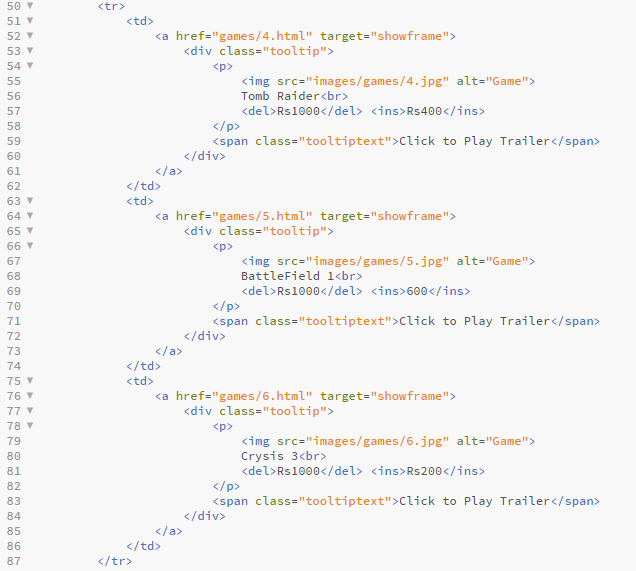 50 <tr>
51 <td>
52 <a href="games/4.html" target="showframe">
53 <div class="tooltip">
54 <p>
55 <img src="images/games/4.jpg" alt="Game">
56 Tomb Raider<br>
57 <del>Rs1000</del> <ins>Rs400</ins>
58 </p>
59 <span class="tooltiptext">Click to Play Trailer</span>
60 </div>
61 </a>
62 </td>
63 <td>
64 <a href="games/5.html" target="showframe">
65 <div class="tooltip">
66 <p>
67 <img src="images/games/5.jpg" alt="Game">
68 BattleField 1<br>
69 <del>Rs1000</del> <ins>600</ins>
70 </p>
71 <span class="tooltiptext">Click to Play Trailer</span>
72 </div>
73 </a>
74 </td>
75 <td>
76 <a href="games/6.html" target="showframe">
77 <div class="tooltip">
78 <p>
79 <img src="images/games/6.jpg" alt="Game">
80 Crysis 3<br>
81 <del>Rs1000</del> <ins>Rs200</ins>
82 </p>
83 <span class="tooltiptext">Click to Play Trailer</span>
84 </div>
85 </a>
86 </td>
87 </tr>